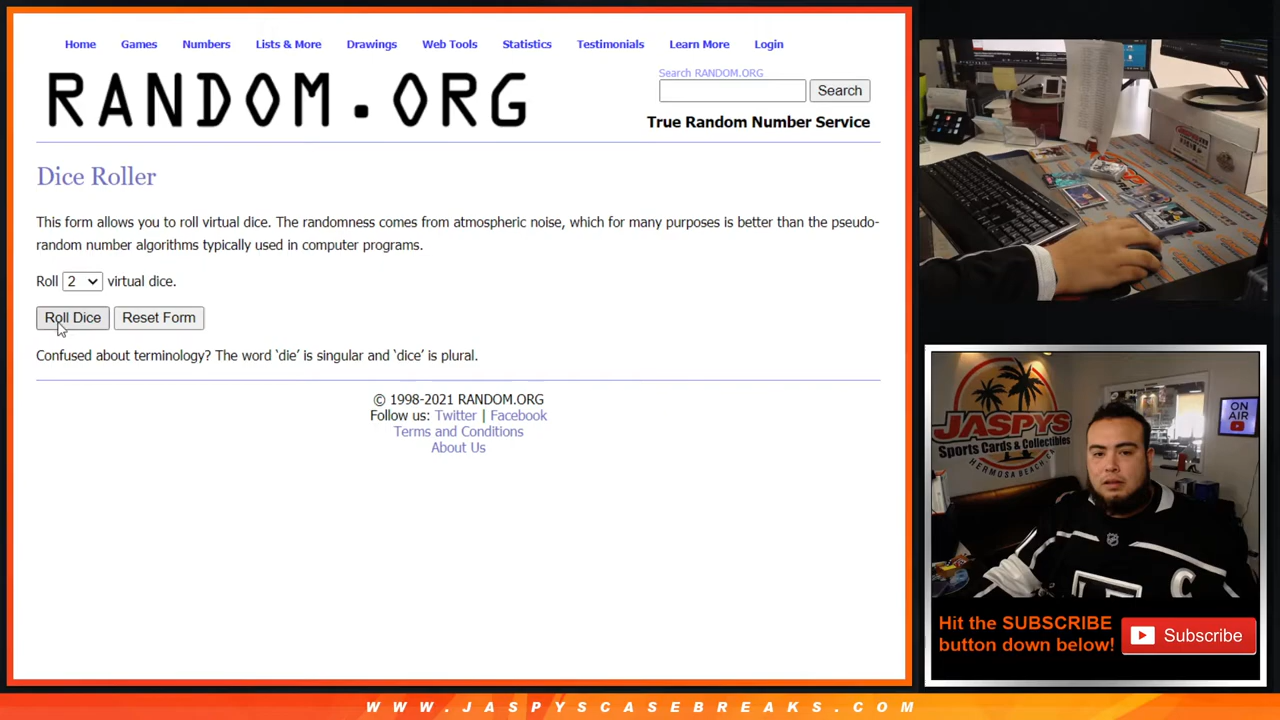 Home Games Numbers Lists & More Drawings Web Tools Statistics Testimonials Learn More Login
RANDOM.ORG
Search RANDOM.ORG
Search
True Random Number Service
Dice Roller
This form allows you to roll virtual dice. The randomness comes from atmospheric noise, which for many purposes is better than the pseudo-
random number algorithms typically used in computer programs.
Roll 2 virtual dice.
Roll Dice Reset Form
Confused about terminology? The word ‘die’ is singular and ‘dice’ is plural.
© 1998-2021 RANDOM.ORG
Follow us: Twitter | Facebook
Terms and Conditions
About Us
JASPYS
Sports Cards & Collectibles
HERMOSA BEACH, CA
ON
AIR
C
Hit the SUBSCRIBE
button down below!
Subscribe
WWW.JASPYSCASEBREAKS.COM